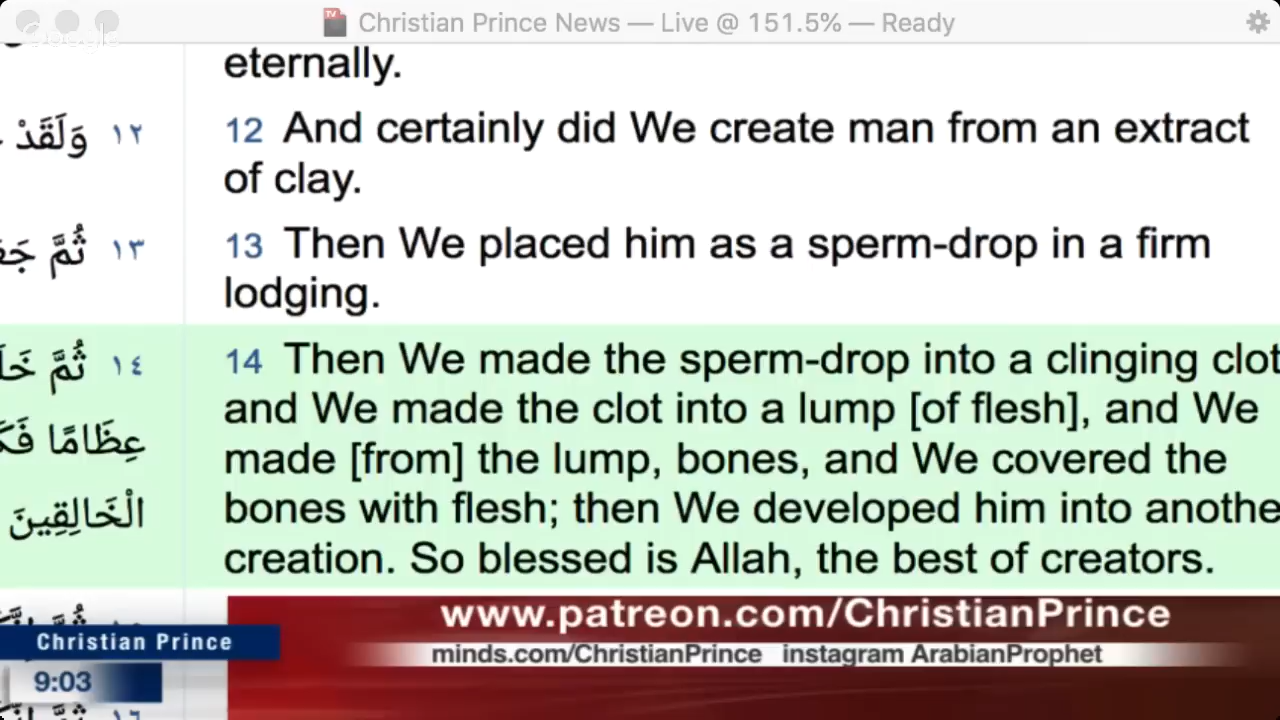 Christian Prince News — Live @ 151.5% — Ready
Google
eternally.
12 And certainly did We create man from an extract
of clay.
وَلَقَدْ ١٢
13 Then We placed him as a sperm-drop in a firm
lodging.
ثُمَّ ١٣
14 Then We made the sperm-drop into a clinging clot
and We made the clot into a lump [of flesh], and We
made [from] the lump, bones, and We covered the
bones with flesh; then We developed him into anothe
creation. So blessed is Allah, the best of creators.
ثُمَّ ١٤
عِظَامًا
الْخَالِقِينَ
www.patreon.com/ChristianPrince
Christian Prince
minds.com/ChristianPrince instagram ArabianProphet
9:03